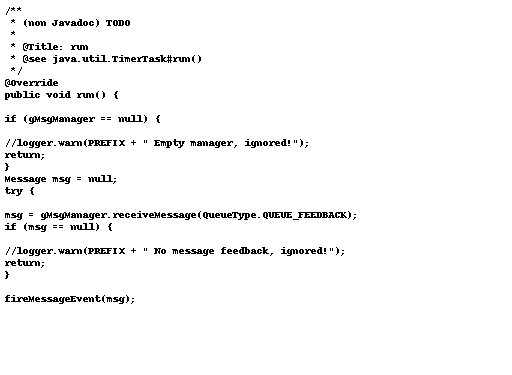 /**
 * (non Javadoc) TODO
 *
 * @Title: run
 * @see java.util.TimerTask#run()
 */
@Override
public void run() {
if (gMsgManager == null) {
//logger.warn(PREFIX + " Empty manager, ignored!");
return;
}
Message msg = null;
try {
msg = gMsgManager.receiveMessage(QueueType.QUEUE_FEEDBACK);
if (msg == null) {
//logger.warn(PREFIX + " No message feedback, ignored!");
return;
}
fireMessageEvent(msg);